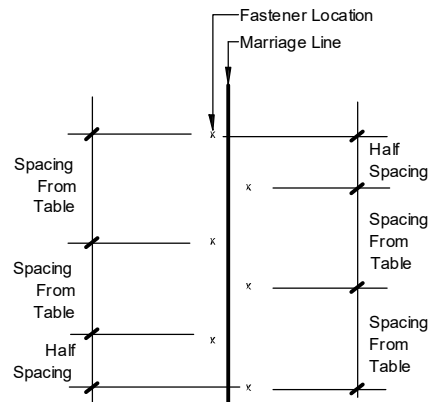 Fastener Location
Marriage Line
Spacing
From
Table
Spacing
From
Table
Half
Spacing
Half
Spacing
Spacing
From
Table
Spacing
From
Table